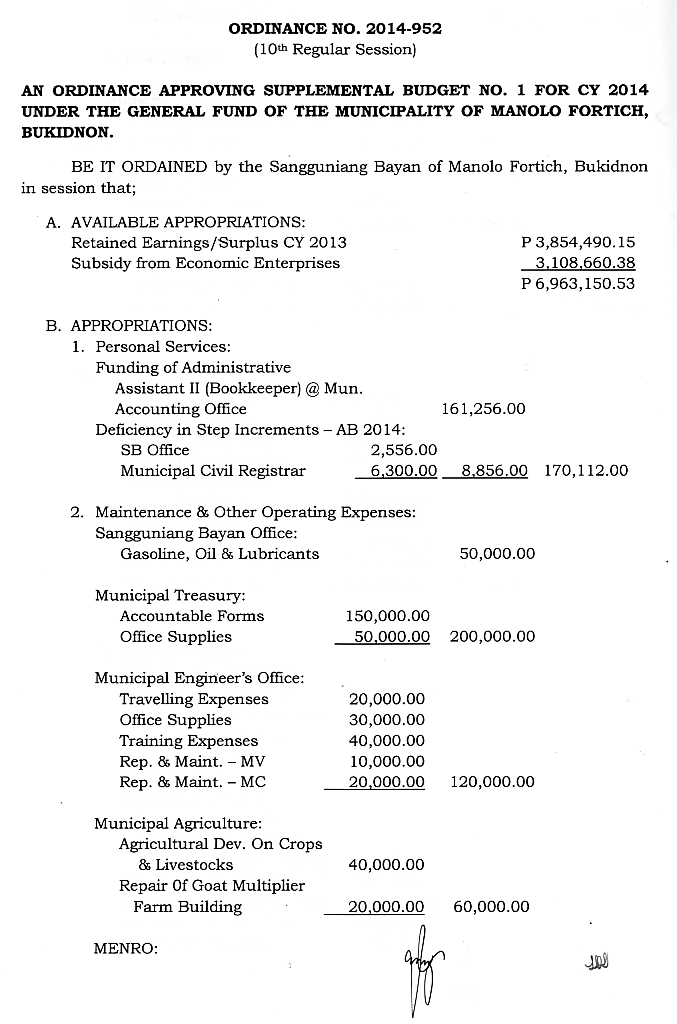 ORDINANCE NO. 2014-952
(10th Regular Session)
AN ORDINANCE APPROVING SUPPLEMENTAL BUDGET NO. 1 FOR CY 2014
UNDER THE GENERAL FUND OF THE MUNICIPALITY OF MANOLO FORTICH,
BUKIDNON.
BE IT ORDAINED by the Sangguniang Bayan of Manolo Fortich, Bukidnon
in session that;
A. AVAILABLE APPROPRIATIONS:
Retained Earnings/Surplus CY 2013 P 3,854,490.15
Subsidy from Economic Enterprises 3,108,660.38
P 6,963,150.53
B. APPROPRIATIONS:
1. Personal Services:
Funding of Administrative
Assistant II (Bookkeeper) @ Mun.
Accounting Office 161,256.00
Deficiency in Step Increments – AB 2014:
SB Office 2,556.00
Municipal Civil Registrar 6,300.00 8,856.00 170,112.00
2. Maintenance & Other Operating Expenses:
Sangguniang Bayan Office:
Gasoline, Oil & Lubricants 50,000.00
Municipal Treasury:
Accountable Forms 150,000.00
Office Supplies 50,000.00 200,000.00
Municipal Engineer's Office:
Travelling Expenses 20,000.00
Office Supplies 30,000.00
Training Expenses 40,000.00
Rep. & Maint. – MV 10,000.00
Rep. & Maint. – MC 20,000.00 120,000.00
Municipal Agriculture:
Agricultural Dev. On Crops
& Livestocks 40,000.00
Repair Of Goat Multiplier
Farm Building 20,000.00 60,000.00
MENRO: